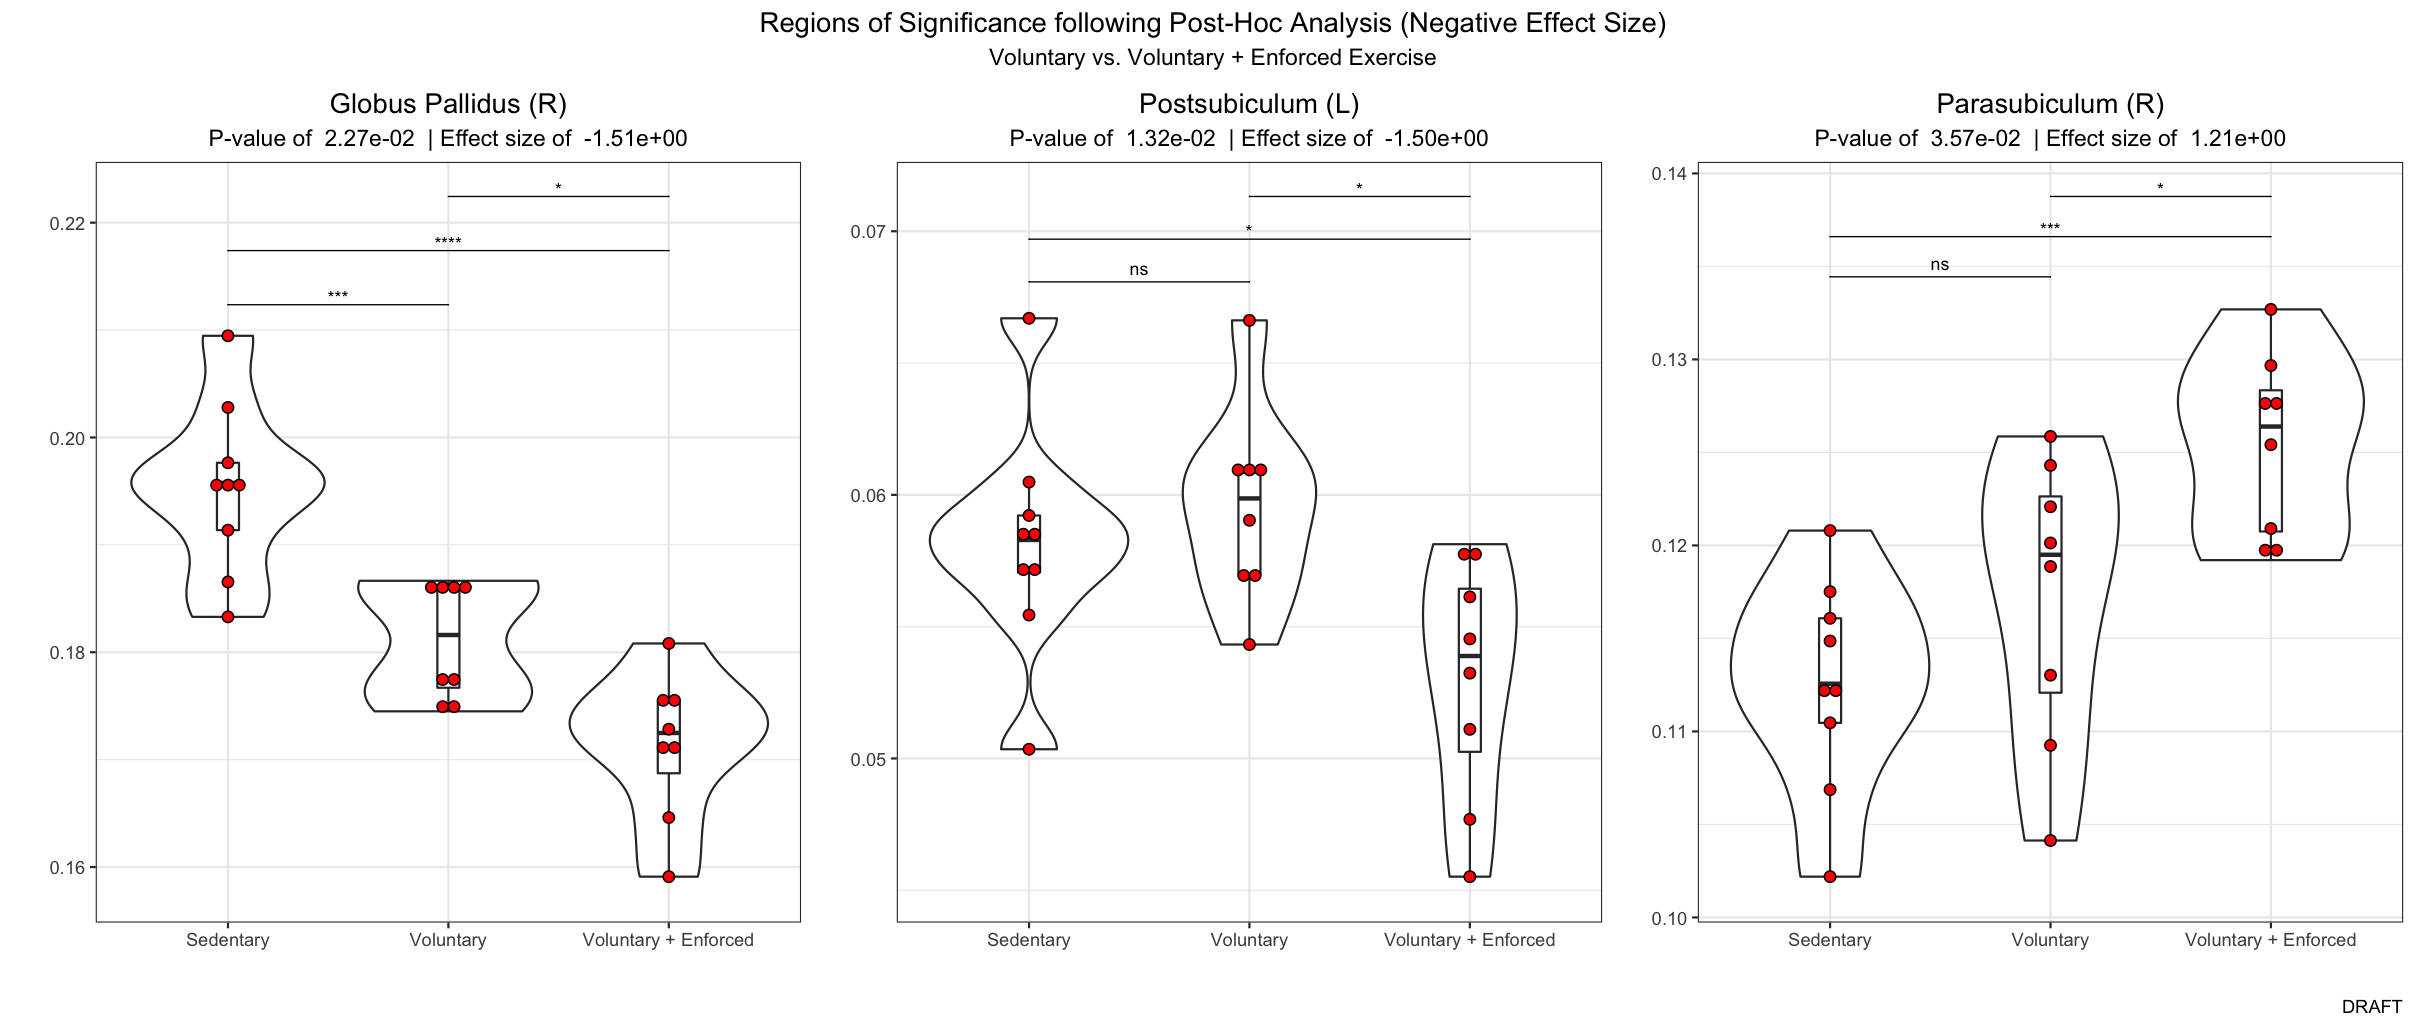 Regions of Significance following Post-Hoc Analysis (Negative Effect Size)
Voluntary vs. Voluntary + Enforced Exercise
Globus Pallidus (R)
P-value of 2.27e-02 | Effect size of -1.51e+00
*
****
***
0.22
0.20
0.18
0.16
Sedentary
Voluntary
Voluntary + Enforced
Postsubiculum (L)
P-value of 1.32e-02 | Effect size of -1.50e+00
*
*
ns
0.07
0.06
0.05
Sedentary
Voluntary
Voluntary + Enforced
Parasubiculum (R)
P-value of 3.57e-02 | Effect size of 1.21e+00
*
***
ns
0.14
0.13
0.12
0.11
0.10
Sedentary
Voluntary
Voluntary + Enforced
DRAFT